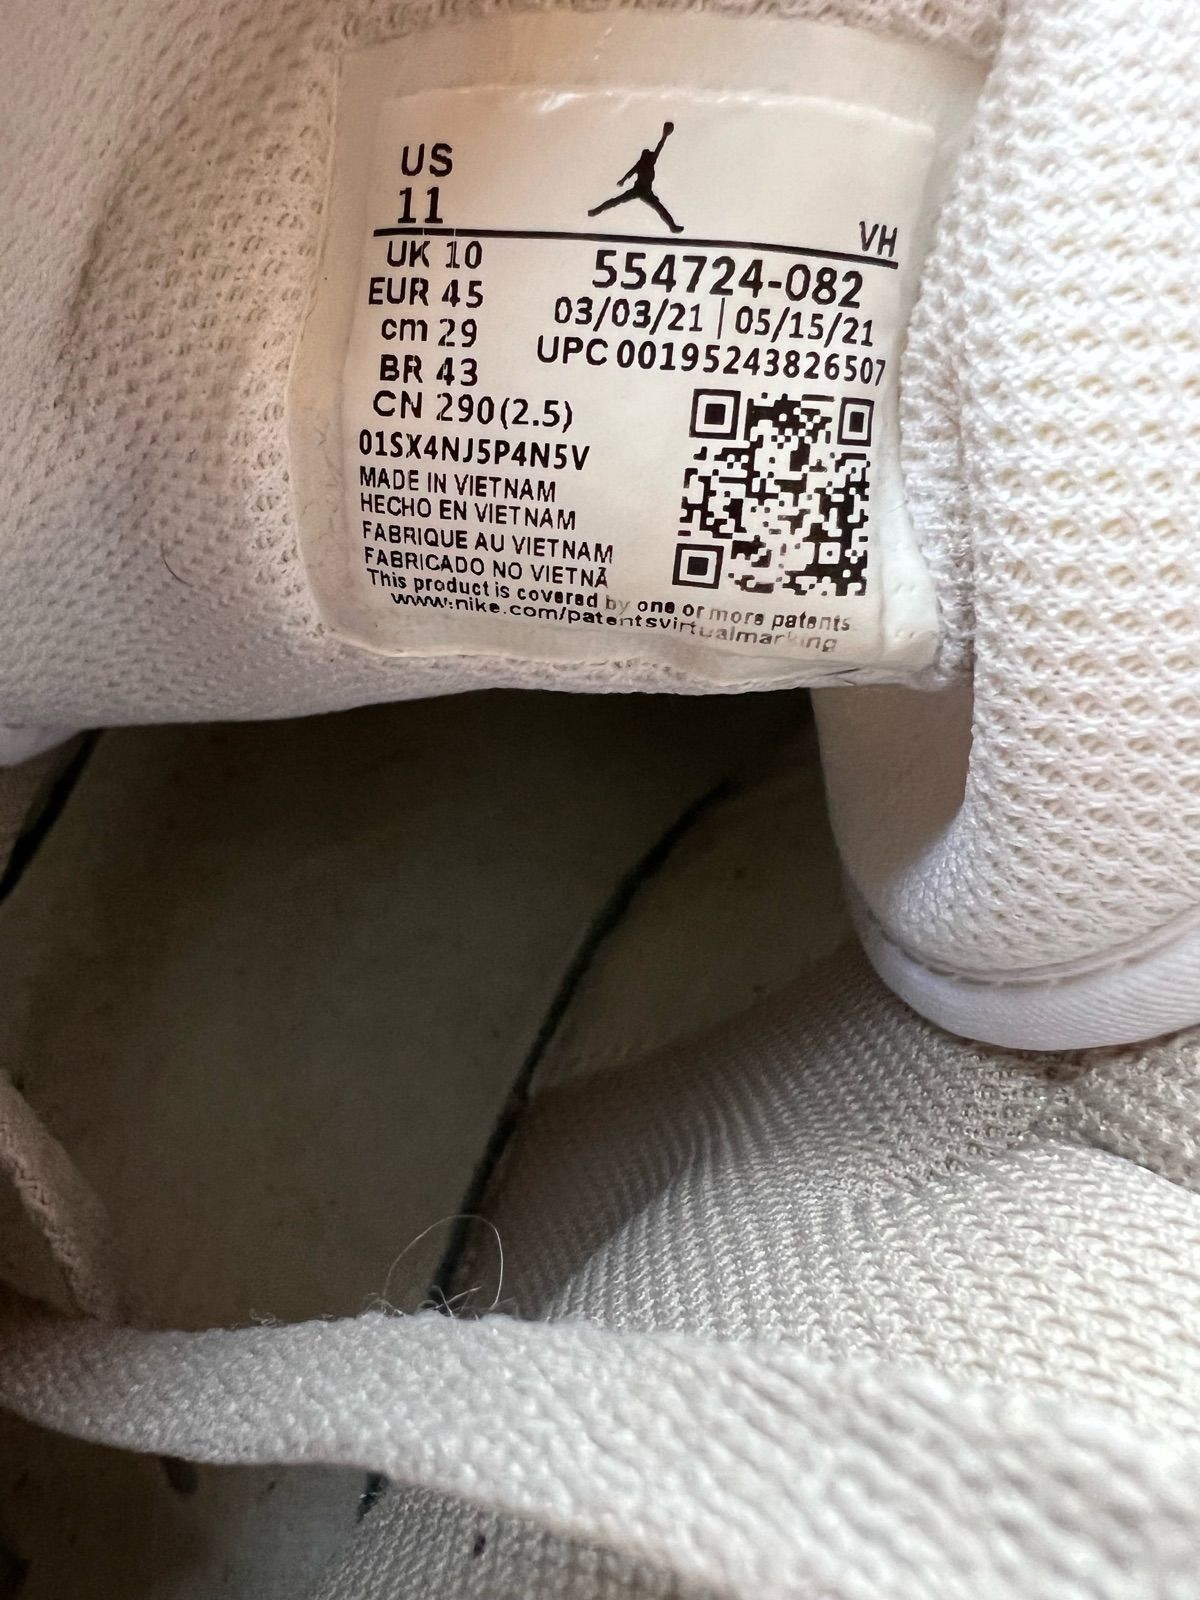 US
11
VH
UK 10
EUR 45
cm 29
BR 43
CN 290(2.5)
554724-082
03/03/21 | 05/15/21
UPC 00195243826507
01SX4NJ5P4N5V
MADE IN VIETNAM
HECHO EN VIETNAM
FABRIQUE AU VIETNAM
FABRICADO NO VIETNÃ
This product is covered by one or more patents.
www.nike.com/patentsvirtualmarking